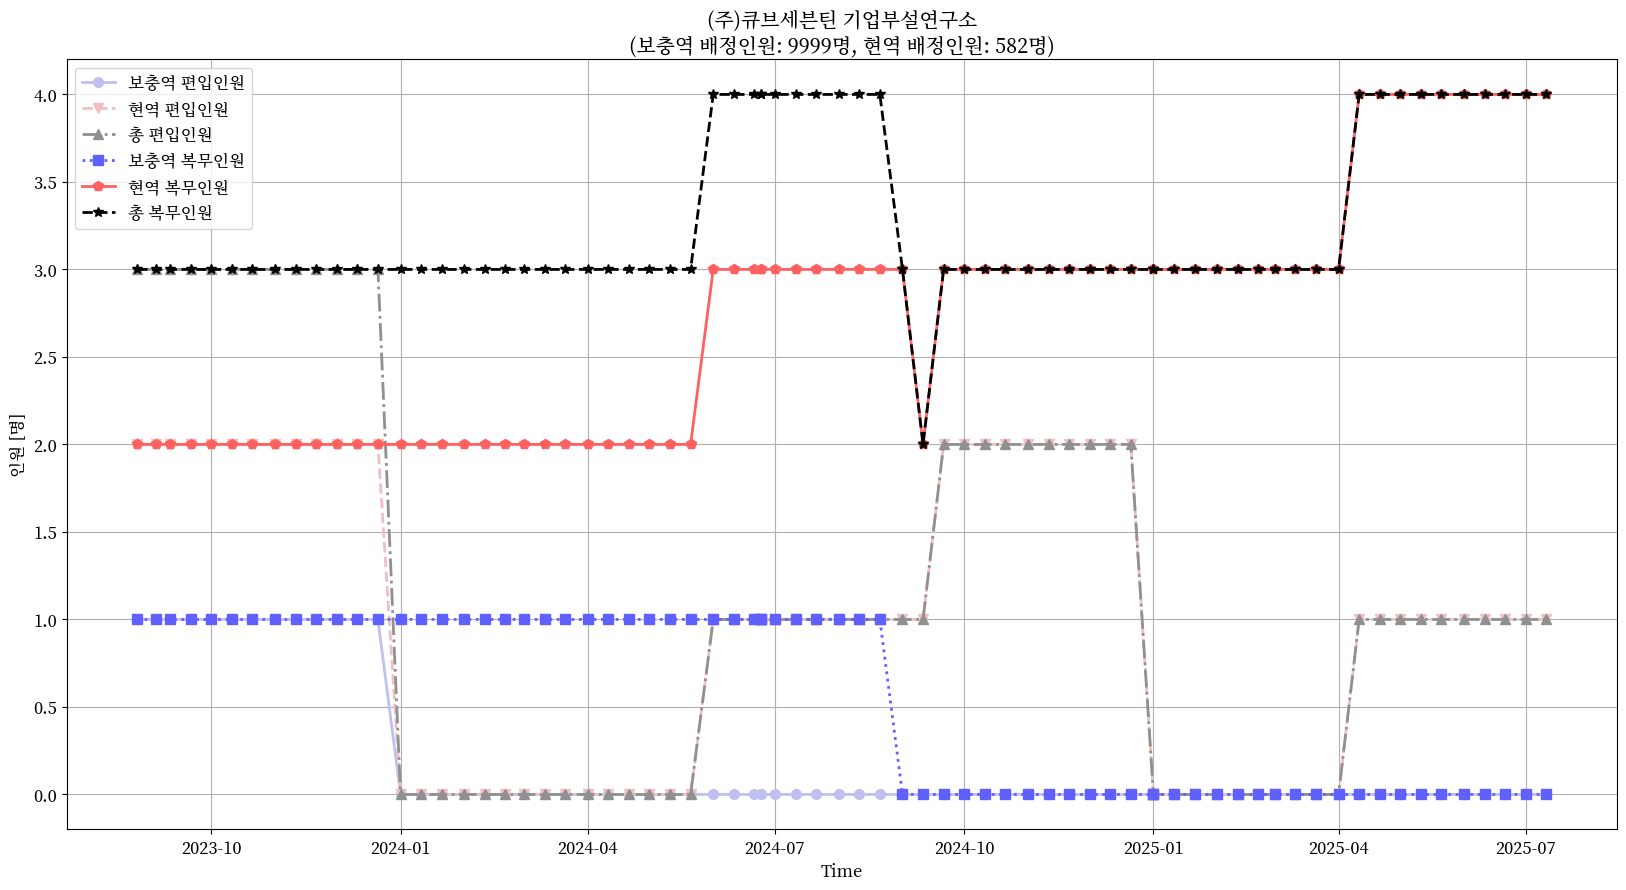 (주)큐브세븐틴 기업부설연구소
(보충역 배정인원: 9999명, 현역 배정인원: 582명)
보충역 편입인원
현역 편입인원
총 편입인원
보충역 복무인원
현역 복무인원
총 복무인원
인원 [명]
4.0
3.5
3.0
2.5
2.0
1.5
1.0
0.5
0.0
2023-10
2024-01
2024-04
2024-07
2024-10
2025-01
2025-04
2025-07
Time